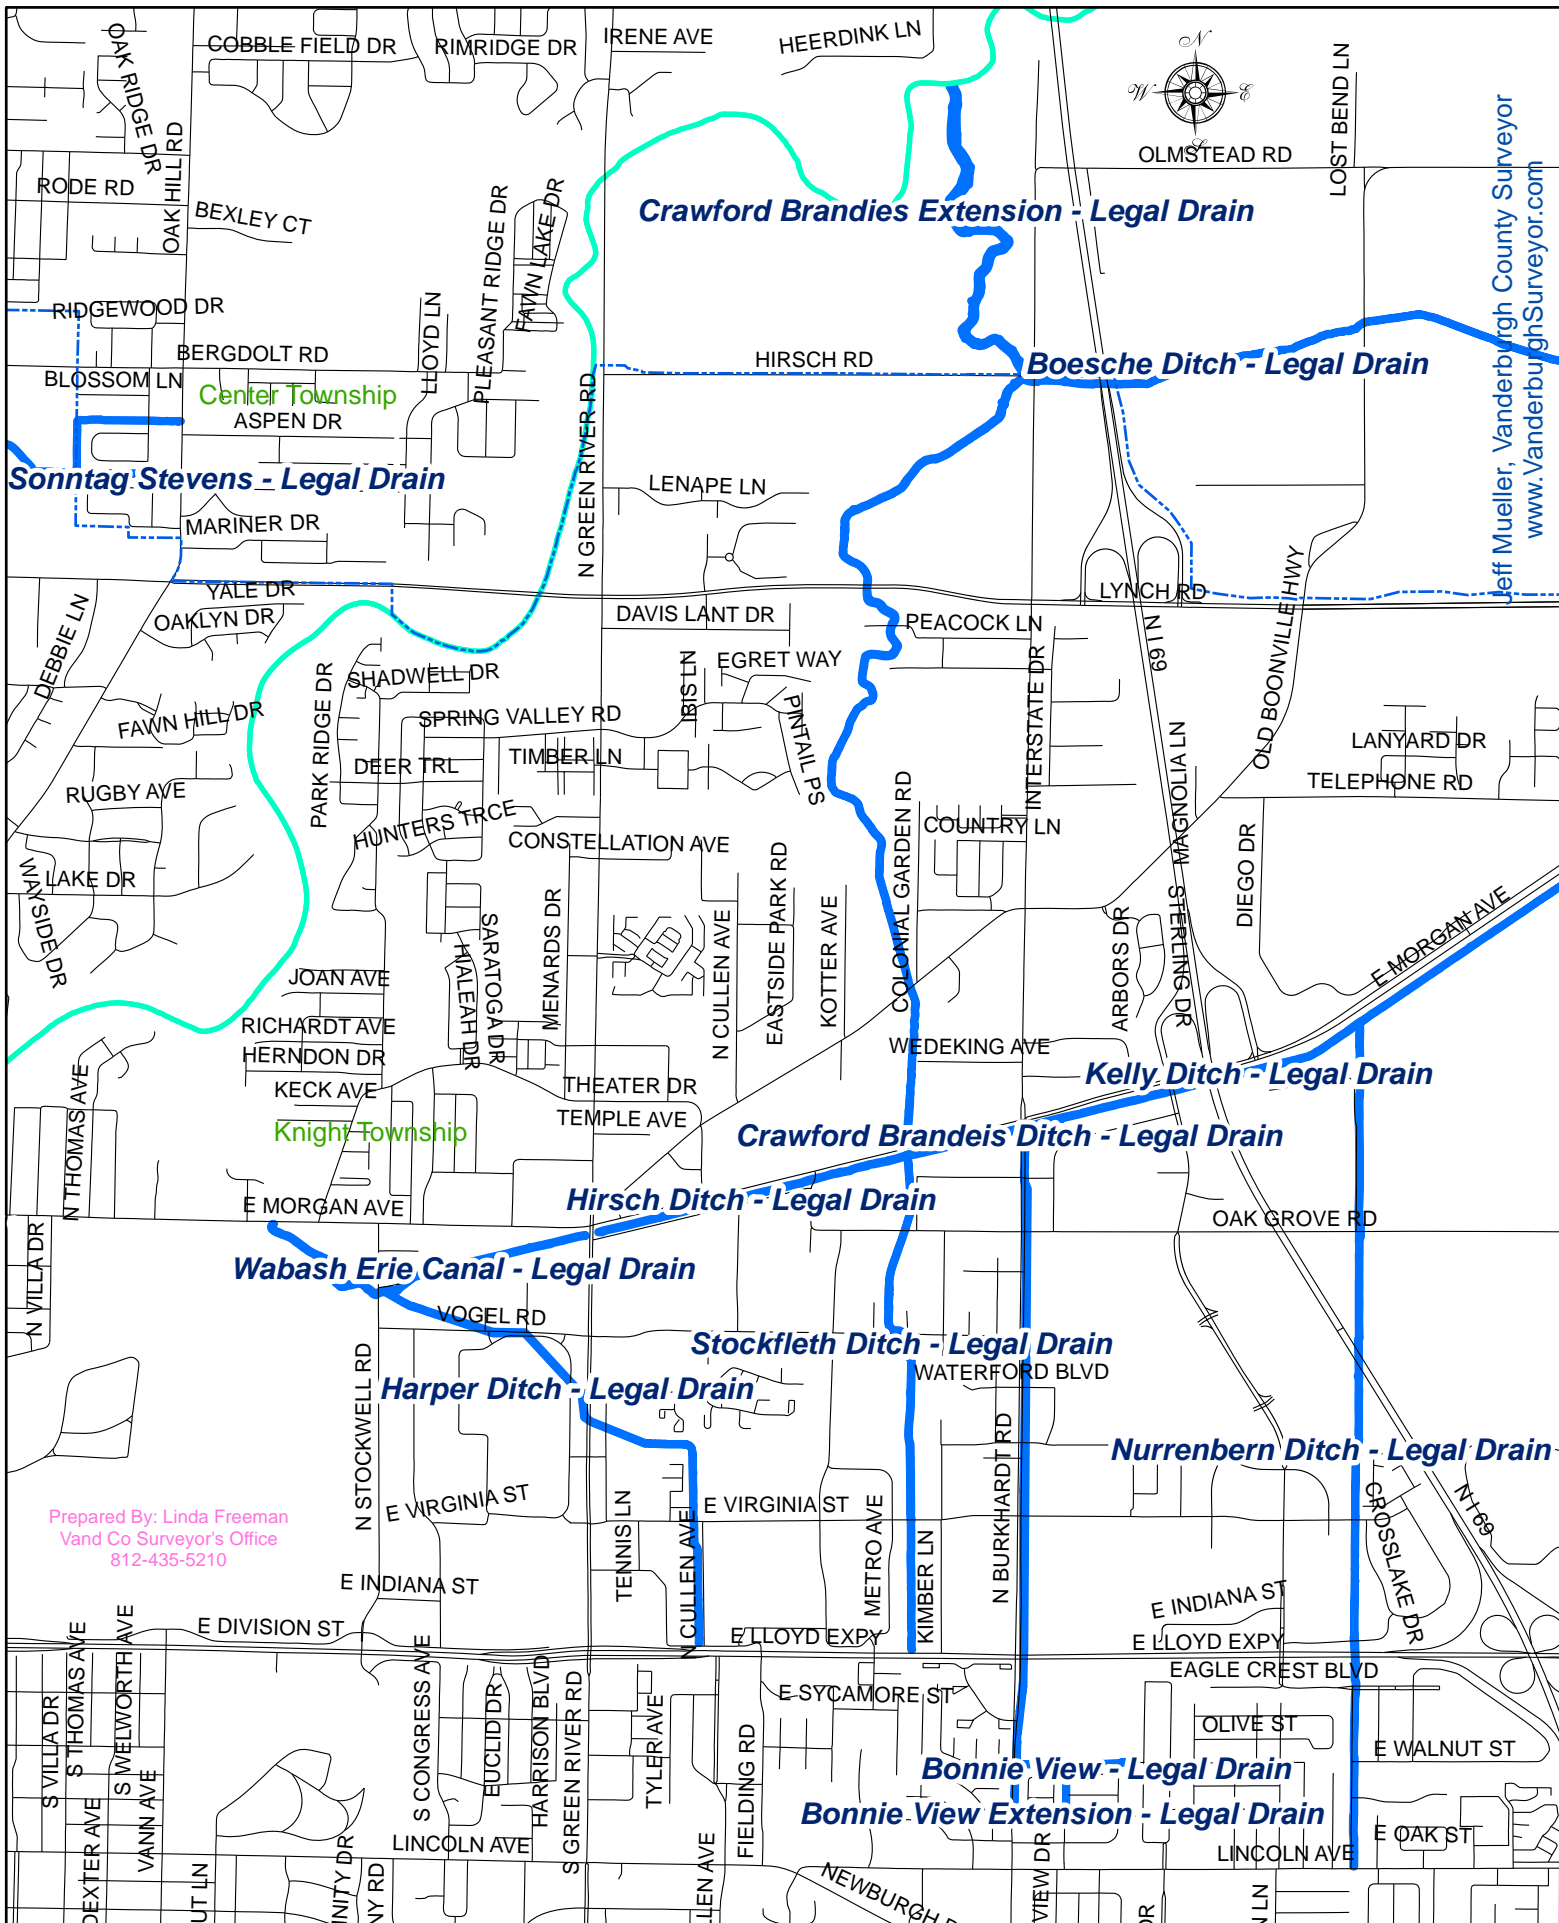 OAK RIDGE DR
COBBLE FIELD DR
RIMRIDGE DR
IRENE AVE
HEERDINK LN
N
W
E
S
LOST BEND LN
OLMSTEAD RD
OAK HILL RD
RODE RD
BEXLEY CT
PLEASANT RIDGE DR
FAWN LAKE DR
Crawford Brandies Extension - Legal Drain
Jeff Mueller, Vanderburgh County Surveyor
www.VanderburghSurveyor.com
RIDGEWOOD DR
LLOYD LN
BERGDOLT RD
HIRSCH RD
Boesche Ditch - Legal Drain
BLOSSOM LN
Center Township
ASPEN DR
N GREEN RIVER RD
Sonntag Stevens - Legal Drain
LENAPE LN
MARINER DR
YALE DR
LYNCH RD
OAKLYN DR
DAVIS LANT DR
PEACOCK LN
N I 69
OLD BOONVILLE HWY
DEBBIE LN
SHADWELL DR
EGRET WAY
IBIS LN
PARK RIDGE DR
INTERSTATE DR
FAWN HILL DR
SPRING VALLEY RD
PINTAIL PS
LANYARD DR
DEER TRL
TIMBER LN
TELEPHONE RD
RUGBY AVE
MAGNOLIA LN
HUNTERS TRCE
CONSTELLATION AVE
COUNTRY LN
COLONIAL GARDEN RD
DIEGO DR
LAKE DR
WAYSIDE DR
EASTSIDE PARK RD
KOTTER AVE
STERLING DR
ARBORS DR
E MORGAN AVE
SARATOGA DR
HIALEAH DR
MENARDS DR
N CULLEN AVE
JOAN AVE
RICHARDT AVE
HERNDON DR
WEDEKING AVE
KECK AVE
THEATER DR
Kelly Ditch - Legal Drain
N THOMAS AVE
TEMPLE AVE
Knight Township
Crawford Brandeis Ditch - Legal Drain
E MORGAN AVE
Hirsch Ditch - Legal Drain
OAK GROVE RD
N VILLA DR
Wabash Erie Canal - Legal Drain
VOGEL RD
Stockfleth Ditch - Legal Drain
WATERFORD BLVD
N STOCKWELL RD
Harper Ditch - Legal Drain
N BURKHARDT RD
Nurrenbern Ditch - Legal Drain
E VIRGINIA ST
E VIRGINIA ST
N I 69
CROSSLAKE DR
Prepared By: Linda Freeman
Vand Co Surveyor's Office
812-435-5210
TENNIS LN
N CULLEN AVE
METRO AVE
KIMBER LN
E INDIANA ST
E INDIANA ST
E DIVISION ST
E LLOYD EXPY
E LLOYD EXPY
EAGLE CREST BLVD
S VILLA DR
S THOMAS AVE
S WELWORTH AVE
S CONGRESS AVE
EUCLID DR
HARRISON BLVD
S GREEN RIVER RD
TYLER AVE
E SYCAMORE ST
FIELDING RD
OLIVE ST
E WALNUT ST
Bonnie View - Legal Drain
Bonnie View Extension - Legal Drain
VANN AVE
DEXTER AVE
LINCOLN AVE
LINCOLN AVE
E OAK ST
UT LN
NITY DR
NY RD
LLEN AVE
NEWBURGH
VIEW DR
OR
N LN